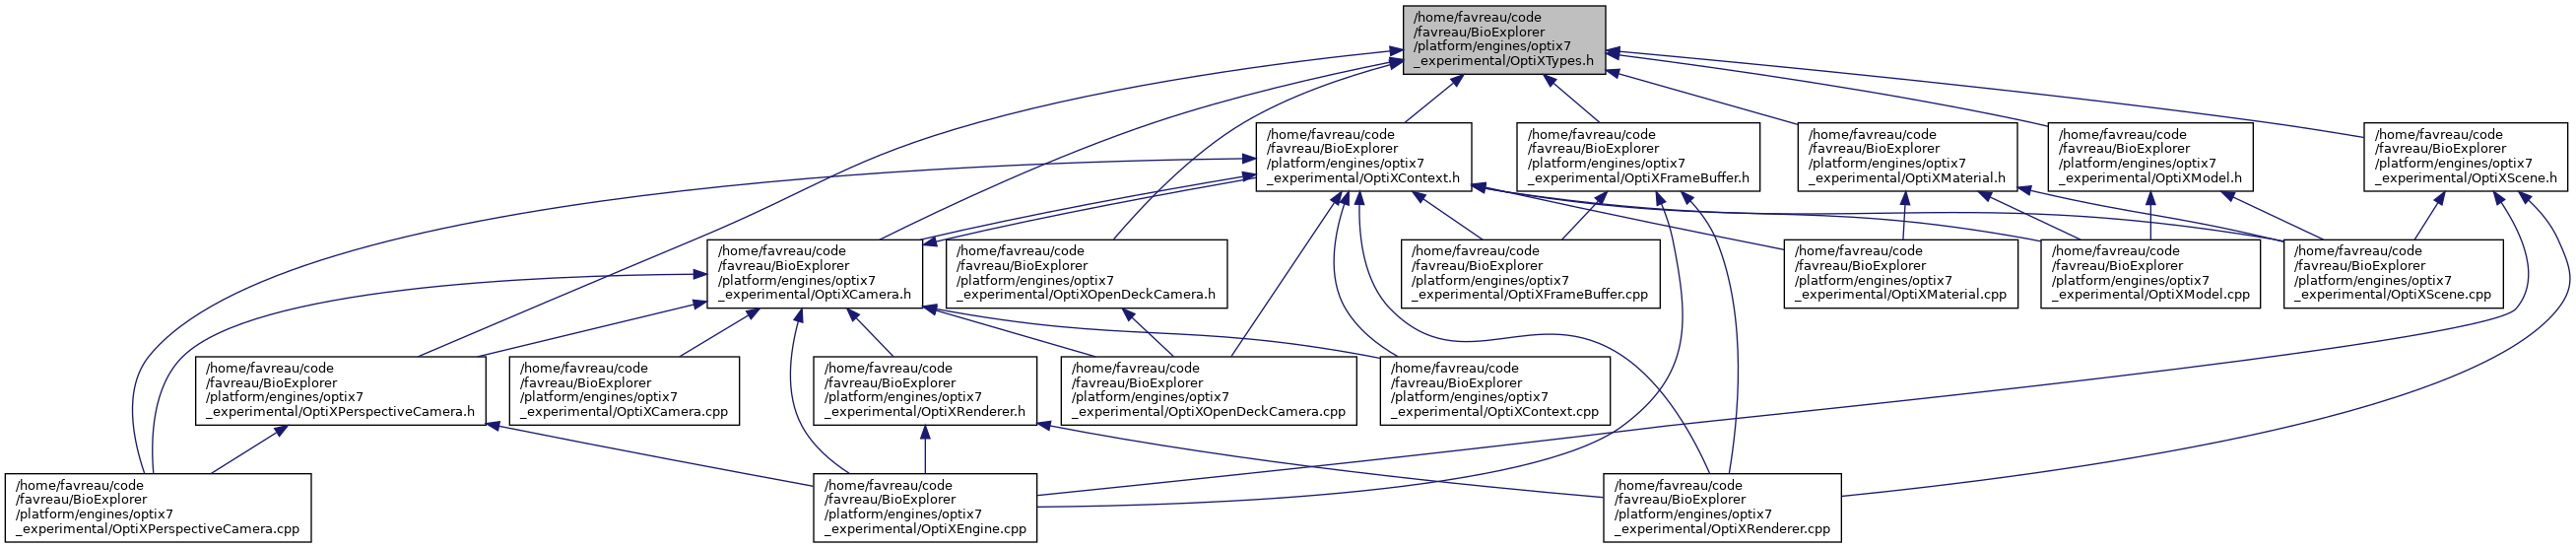 /home/favreau/code
/favreau/BioExplorer
/platform/engines/optix7
_experimental/OptiXTypes.h
/home/favreau/code
/favreau/BioExplorer
/platform/engines/optix7
_experimental/OptiXContext.h
/home/favreau/code
/favreau/BioExplorer
/platform/engines/optix7
_experimental/OptiXFrameBuffer.h
/home/favreau/code
/favreau/BioExplorer
/platform/engines/optix7
_experimental/OptiXMaterial.h
/home/favreau/code
/favreau/BioExplorer
/platform/engines/optix7
_experimental/OptiXModel.h
/home/favreau/code
/favreau/BioExplorer
/platform/engines/optix7
_experimental/OptiXScene.h
/home/favreau/code
/favreau/BioExplorer
/platform/engines/optix7
_experimental/OptiXCamera.h
/home/favreau/code
/favreau/BioExplorer
/platform/engines/optix7
_experimental/OptiXOpenDeckCamera.h
/home/favreau/code
/favreau/BioExplorer
/platform/engines/optix7
_experimental/OptiXFrameBuffer.cpp
/home/favreau/code
/favreau/BioExplorer
/platform/engines/optix7
_experimental/OptiXMaterial.cpp
/home/favreau/code
/favreau/BioExplorer
/platform/engines/optix7
_experimental/OptiXModel.cpp
/home/favreau/code
/favreau/BioExplorer
/platform/engines/optix7
_experimental/OptiXScene.cpp
/home/favreau/code
/favreau/BioExplorer
/platform/engines/optix7
_experimental/OptiXPerspectiveCamera.h
/home/favreau/code
/favreau/BioExplorer
/platform/engines/optix7
_experimental/OptiXCamera.cpp
/home/favreau/code
/favreau/BioExplorer
/platform/engines/optix7
_experimental/OptiXRenderer.h
/home/favreau/code
/favreau/BioExplorer
/platform/engines/optix7
_experimental/OptiXOpenDeckCamera.cpp
/home/favreau/code
/favreau/BioExplorer
/platform/engines/optix7
_experimental/OptiXContext.cpp
/home/favreau/code
/favreau/BioExplorer
/platform/engines/optix7
_experimental/OptiXPerspectiveCamera.cpp
/home/favreau/code
/favreau/BioExplorer
/platform/engines/optix7
_experimental/OptiXEngine.cpp
/home/favreau/code
/favreau/BioExplorer
/platform/engines/optix7
_experimental/OptiXRenderer.cpp